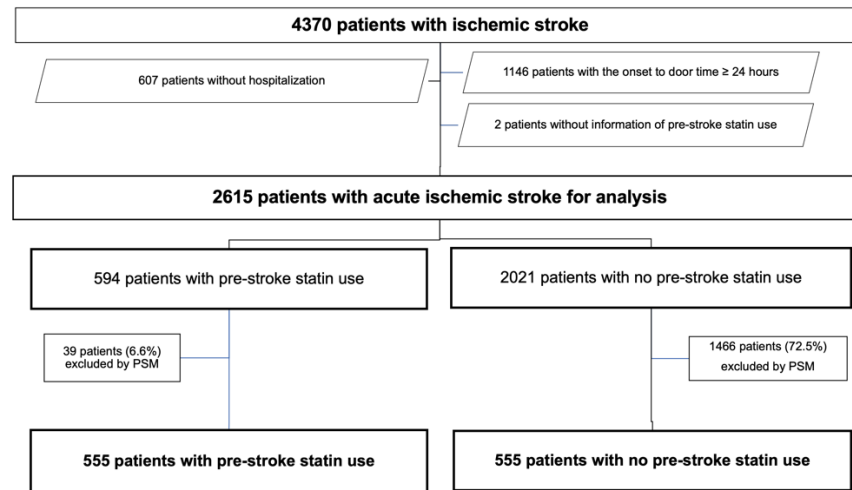 4370 patients with ischemic stroke
607 patients without hospitalization
1146 patients with the onset to door time ≥ 24 hours
2 patients without information of pre-stroke statin use
2615 patients with acute ischemic stroke for analysis
594 patients with pre-stroke statin use
2021 patients with no pre-stroke statin use
39 patients (6.6%)
excluded by PSM
1466 patients (72.5%)
excluded by PSM
555 patients with pre-stroke statin use
555 patients with no pre-stroke statin use